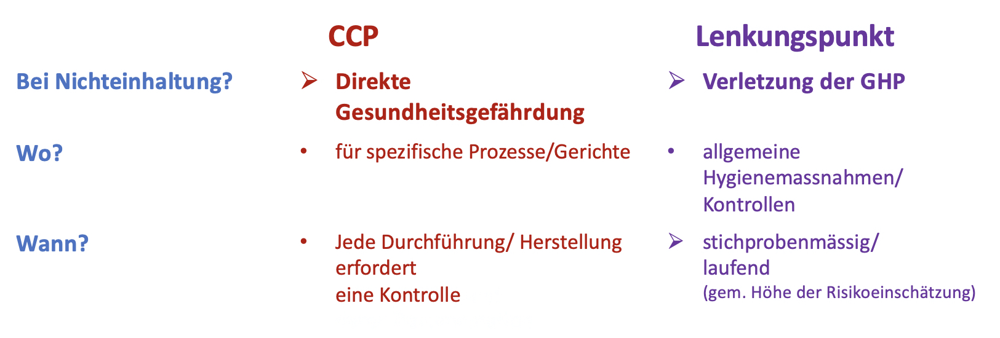 CCP Lenkungspunkt
Bei Nichteinhaltung? ➢ Direkte ➢ Verletzung der GHP
Gesundheitsgefährdung
Wo? • für spezifische Prozesse/Gerichte • allgemeine
Hygienemassnahmen/
Kontrollen
Wann? • Jede Durchführung/ Herstellung ➢ stichprobenmässig/
erfordert laufend
eine Kontrolle (gem. Höhe der Risikoeinschätzung)